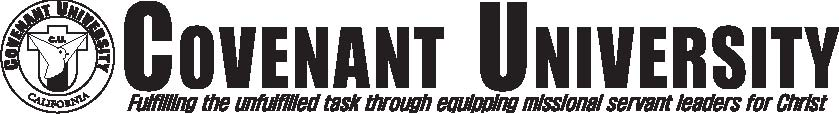 COVENANT UNIVERSITY
C.U.
CALIFORNIA
COVENANT UNIVERSITY
Fulfilling the unfulfilled task through equipping missional servant leaders for Christ